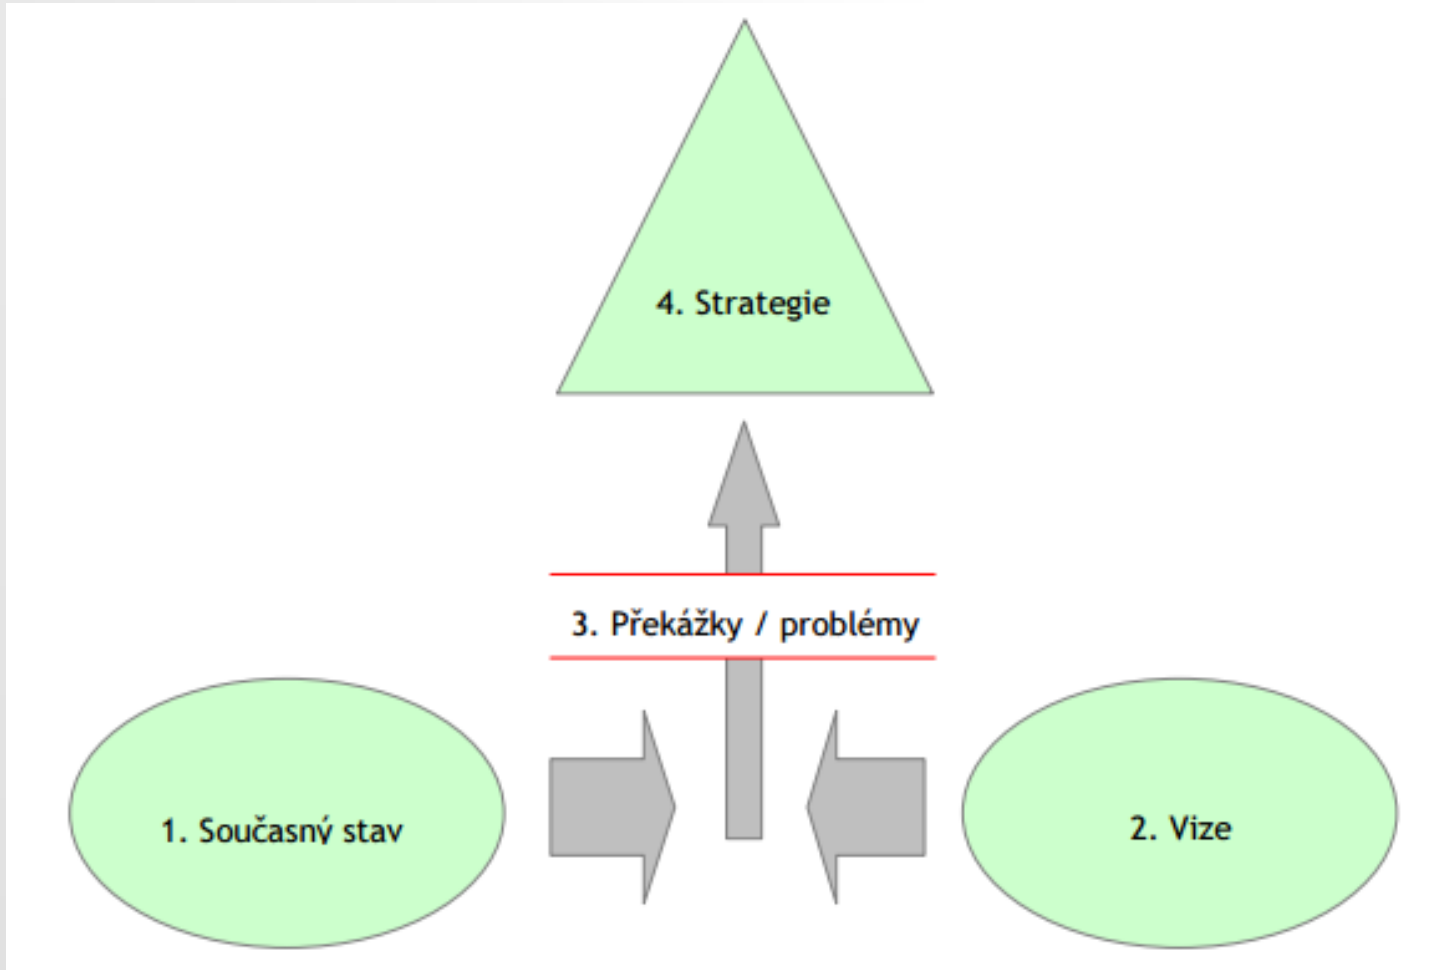 4. Strategie
3. Překážky / problémy
1. Současný stav
2. Vize